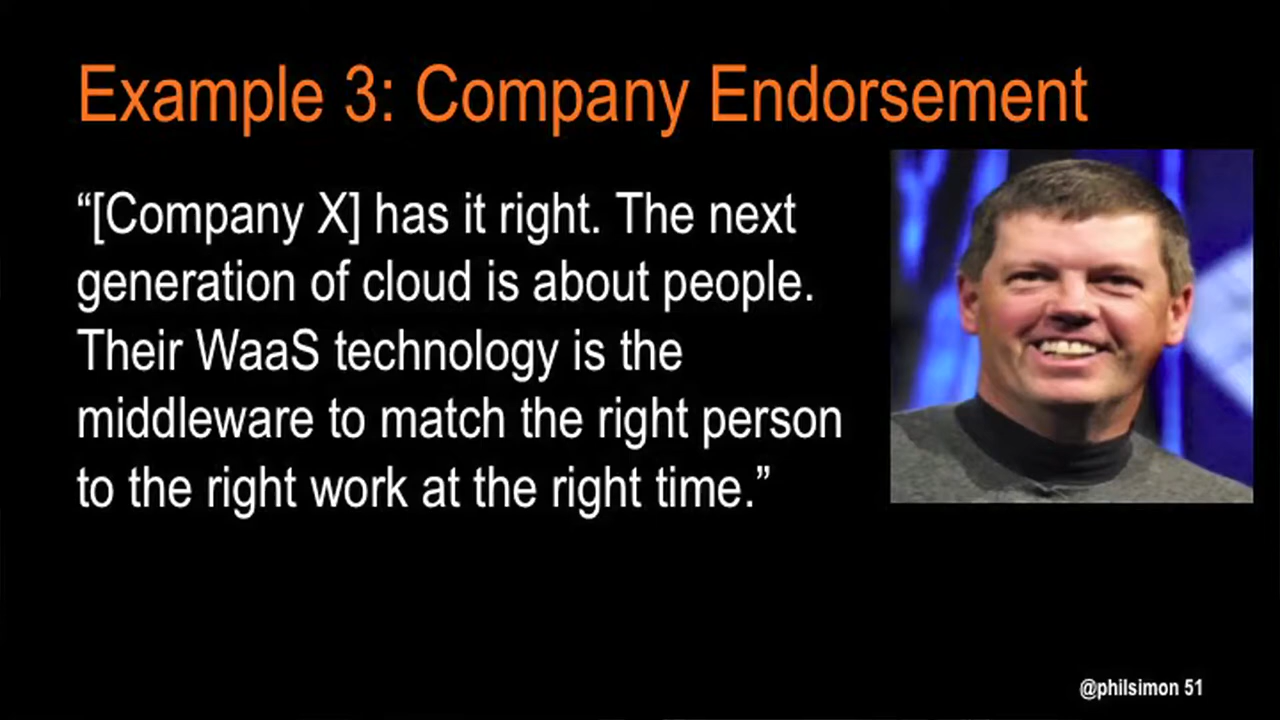 Example 3: Company Endorsement
“[Company X] has it right. The next
generation of cloud is about people.
Their WaaS technology is the
middleware to match the right person
to the right work at the right time.”
@philsimon 51